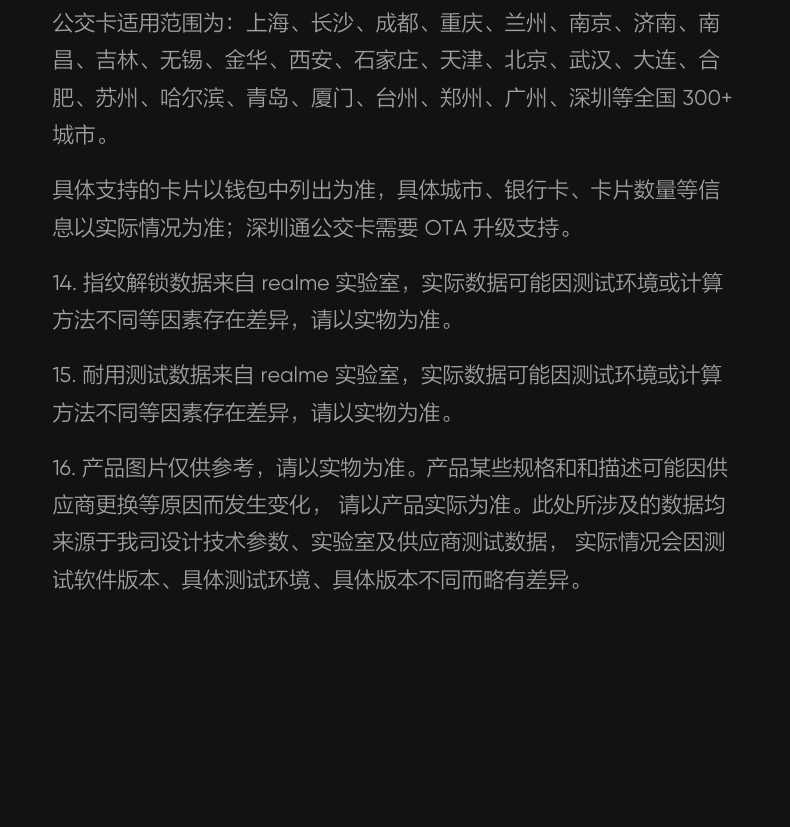 公交卡适用范围为：上海、长沙、成都、重庆、兰州、南京、济南、南
昌、吉林、无锡、金华、西安、石家庄、天津、北京、武汉、大连、合
肥、苏州、哈尔滨、青岛、厦门、台州、郑州、广州、深圳等全国 300+
城市。
具体支持的卡片以钱包中列出为准，具体城市、银行卡、卡片数量等信
息以实际情况为准；深圳通公交卡需要 OTA 升级支持。
14. 指纹解锁数据来自 realme 实验室，实际数据可能因测试环境或计算
方法不同等因素存在差异，请以实物为准。
15. 耐用测试数据来自 realme 实验室，实际数据可能因测试环境或计算
方法不同等因素存在差异，请以实物为准。
16. 产品图片仅供参考，请以实物为准。产品某些规格和和描述可能因供
应商更换等原因而发生变化， 请以产品实际为准。此处所涉及的数据均
来源于我司设计技术参数、实验室及供应商测试数据， 实际情况会因测
试软件版本、具体测试环境、具体版本不同而略有差异。